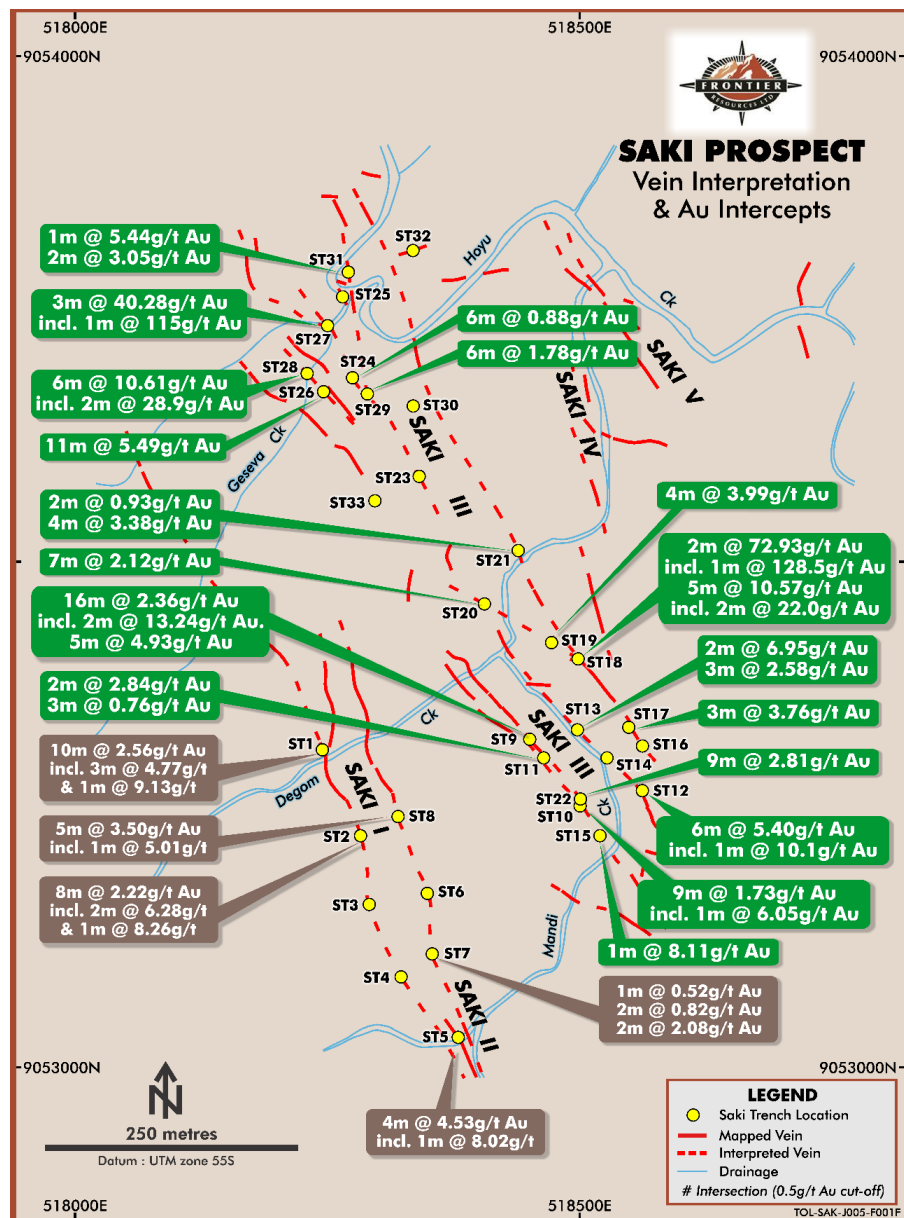 518000E
518500E
9054000N
9054000N
FRONTIER
RESOURCES LTD
SAKI PROSPECT
Vein Interpretation
& Au Intercepts
1m @ 5.44g/t Au
2m @ 3.05g/t Au
ST32
Hoyu
Ck
ST31
ST25
3m @ 40.28g/t Au
incl. 1m @ 115g/t Au
ST27
6m @ 0.88g/t Au
6m @ 1.78g/t Au
ST24
ST28
ST26
ST29
6m @ 10.61g/t Au
incl. 2m @ 28.9g/t Au
ST30
SAKI V
SAKI IV
SAKI III
11m @ 5.49g/t Au
Geseva Ck
ST23
ST33
2m @ 0.93g/t Au
4m @ 3.38g/t Au
4m @ 3.99g/t Au
ST21
7m @ 2.12g/t Au
2m @ 72.93g/t Au
incl. 1m @ 128.5g/t Au
5m @ 10.57g/t Au
incl. 2m @ 22.0g/t Au
ST20
16m @ 2.36g/t Au
incl. 2m @ 13.24g/t Au.
5m @ 4.93g/t Au
ST19
ST18
2m @ 6.95g/t Au
3m @ 2.58g/t Au
2m @ 2.84g/t Au
3m @ 0.76g/t Au
ST13
ST17
3m @ 3.76g/t Au
ST9
SAKI III
ST16
ST11
ST14
ST1
Degom Ck
10m @ 2.56g/t Au
incl. 3m @ 4.77g/t
& 1m @ 9.13g/t
9m @ 2.81g/t Au
SAKI I
ST12
ST22
ST10
Ck
ST8
5m @ 3.50g/t Au
incl. 1m @ 5.01g/t
6m @ 5.40g/t Au
incl. 1m @ 10.1g/t Au
ST2
ST15
8m @ 2.22g/t Au
incl. 2m @ 6.28g/t
& 1m @ 8.26g/t
ST3
ST6
9m @ 1.73g/t Au
incl. 1m @ 6.05g/t Au
Mandi
1m @ 8.11g/t Au
ST7
ST4
SAKI II
1m @ 0.52g/t Au
2m @ 0.82g/t Au
2m @ 2.08g/t Au
ST5
9053000N
9053000N
N
250 metres
Datum : UTM zone 55S
4m @ 4.53g/t Au
incl. 1m @ 8.02g/t
LEGEND
Saki Trench Location
Mapped Vein
Interpreted Vein
Drainage
# Intersection (0.5g/t Au cut-off)
518000E
518500E
TOL-SAK-J005-F001F